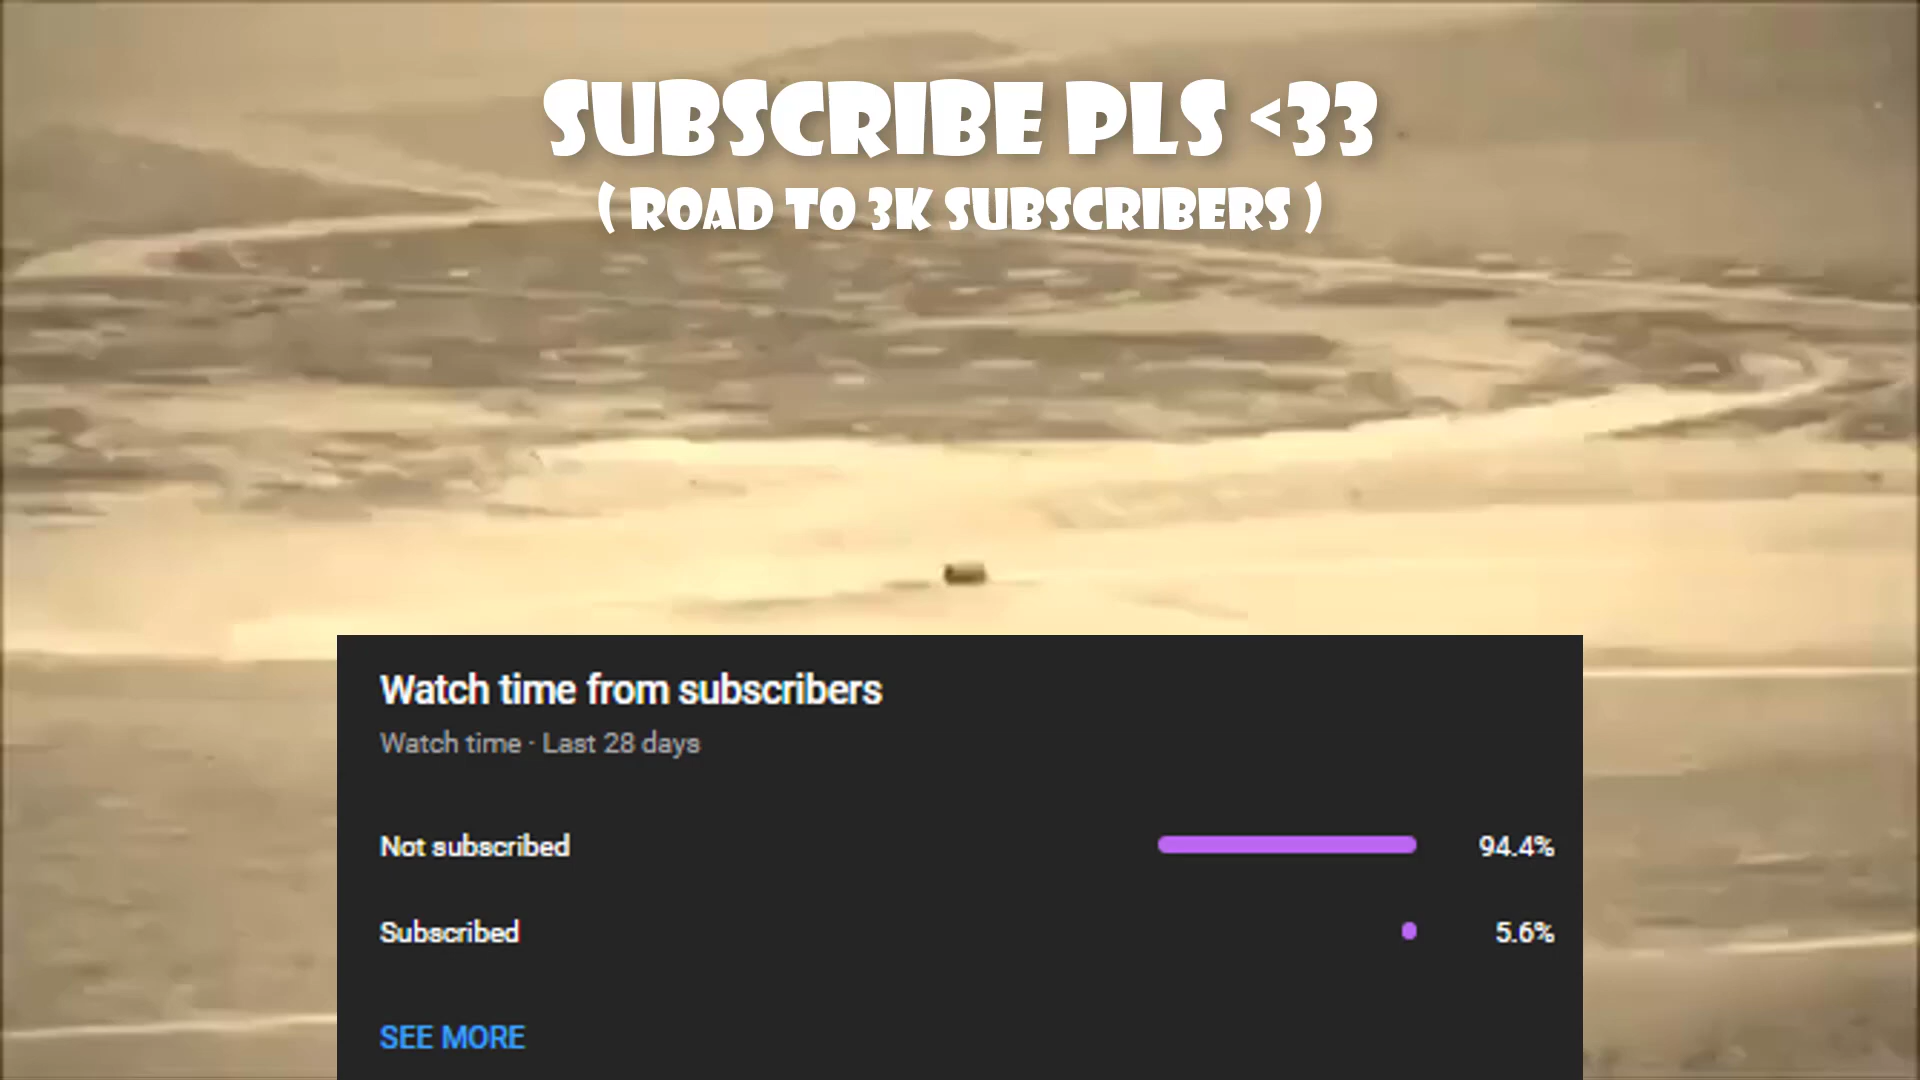 SUBSCRIBE PLS <33
( ROAD TO 3K SUBSCRIBERS )
Watch time from subscribers
Watch time · Last 28 days
Not subscribed 94.4%
Subscribed 5.6%
SEE MORE